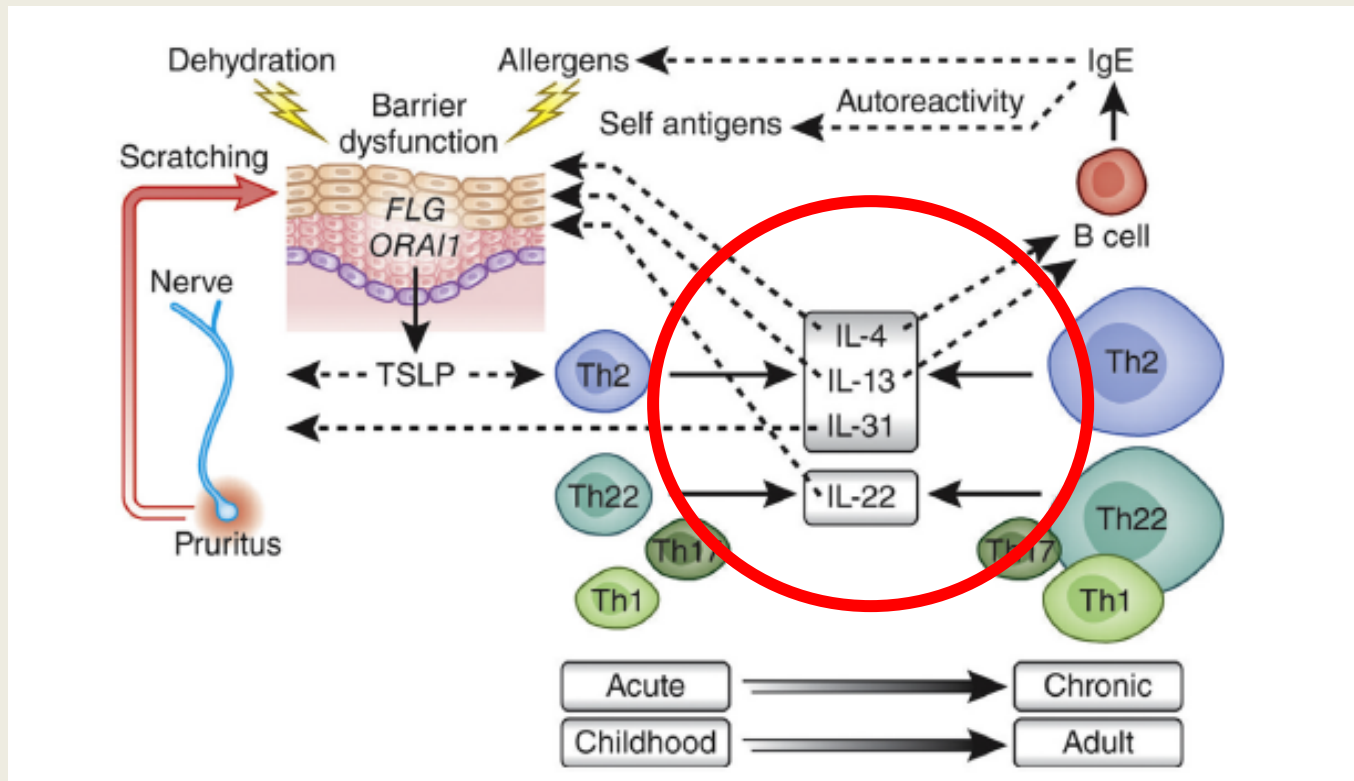 Dehydration
Allergens
IgE
Barrier
dysfunction
Autoreactivity
Self antigens
Scratching
FLG
ORAI1
B cell
Nerve
IL-4
TSLP
Th2
IL-13
Th2
IL-31
Th22
IL-22
Th22
Th17
Th17
Pruritus
Th1
Th1
Acute
Chronic
Childhood
Adult